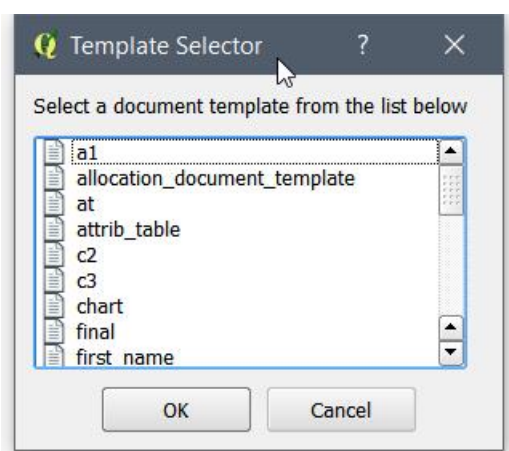 Template Selector ?
Select a document template from the list below
a1
allocation_document_template
at
attrib_table
c2
c3
chart
final
first_name
OK Cancel